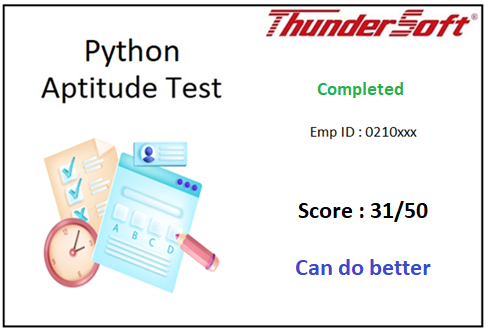 Python
Aptitude Test
ThunderSoft®
Completed
Emp ID : 0210xxx
Score : 31/50
Can do better
A B C D